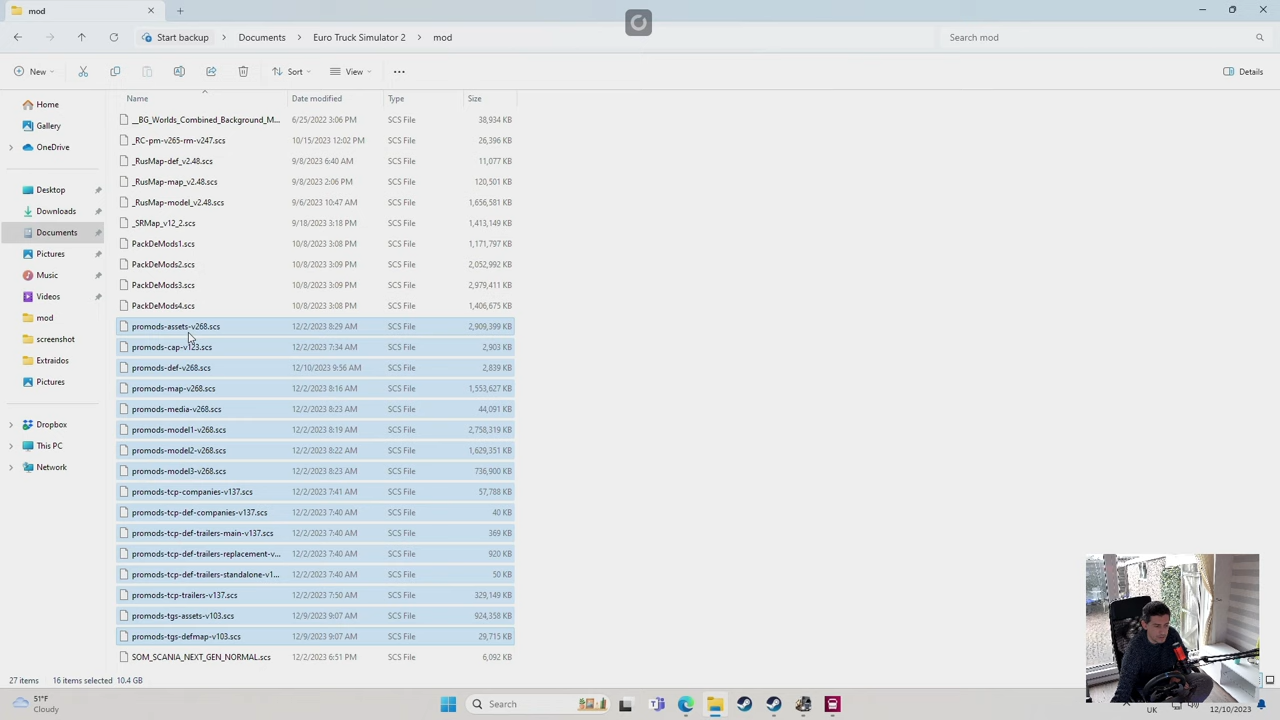 mod
Start backup
Documents
Euro Truck Simulator 2
mod
Search mod
New
Sort
View
Details
Name
Date modified
Type
Size
Home
Gallery
OneDrive
Desktop
Downloads
Documents
Pictures
Music
Videos
mod
screenshot
Extraidos
Pictures
Dropbox
This PC
Network
__BG_Worlds_Combined_Background_M... 6/25/2022 3:06 PM SCS File 38,934 KB
_RC-pm-v265-rm-v247.scs 10/15/2023 12:02 PM SCS File 26,396 KB
_RusMap-def_v2.48.scs 9/8/2023 6:40 AM SCS File 11,077 KB
_RusMap-map_v2.48.scs 9/8/2023 2:06 PM SCS File 120,501 KB
_RusMap-model_v2.48.scs 9/6/2023 10:47 AM SCS File 1,656,581 KB
_SRMap_v12_2.scs 9/18/2023 3:18 PM SCS File 1,413,149 KB
PackDeMods1.scs 10/8/2023 3:08 PM SCS File 1,171,797 KB
PackDeMods2.scs 10/8/2023 3:09 PM SCS File 2,052,992 KB
PackDeMods3.scs 10/8/2023 3:09 PM SCS File 2,979,411 KB
PackDeMods4.scs 10/8/2023 3:08 PM SCS File 1,406,675 KB
promods-assets-v268.scs 12/2/2023 8:29 AM SCS File 2,909,399 KB
promods-cap-v123.scs 12/2/2023 7:34 AM SCS File 2,903 KB
promods-def-v268.scs 12/10/2023 9:56 AM SCS File 2,839 KB
promods-map-v268.scs 12/2/2023 8:16 AM SCS File 1,553,627 KB
promods-media-v268.scs 12/2/2023 8:23 AM SCS File 44,091 KB
promods-model1-v268.scs 12/2/2023 8:19 AM SCS File 2,758,319 KB
promods-model2-v268.scs 12/2/2023 8:22 AM SCS File 1,629,351 KB
promods-model3-v268.scs 12/2/2023 8:23 AM SCS File 736,900 KB
promods-tcp-companies-v137.scs 12/2/2023 7:41 AM SCS File 57,788 KB
promods-tcp-def-companies-v137.scs 12/2/2023 7:40 AM SCS File 40 KB
promods-tcp-def-trailers-main-v137.scs 12/2/2023 7:40 AM SCS File 369 KB
promods-tcp-def-trailers-replacement-v... 12/2/2023 7:40 AM SCS File 920 KB
promods-tcp-def-trailers-standalone-v1... 12/2/2023 7:40 AM SCS File 50 KB
promods-tcp-trailers-v137.scs 12/2/2023 7:50 AM SCS File 329,149 KB
promods-tgs-assets-v103.scs 12/9/2023 9:07 AM SCS File 924,358 KB
promods-tgs-defmap-v103.scs 12/9/2023 9:07 AM SCS File 29,715 KB
SOM_SCANIA_NEXT_GEN_NORMAL.scs 12/2/2023 6:51 PM SCS File 6,092 KB
27 items 16 items selected 10.4 GB
51°F
Cloudy
Search
UK
12/10/2023